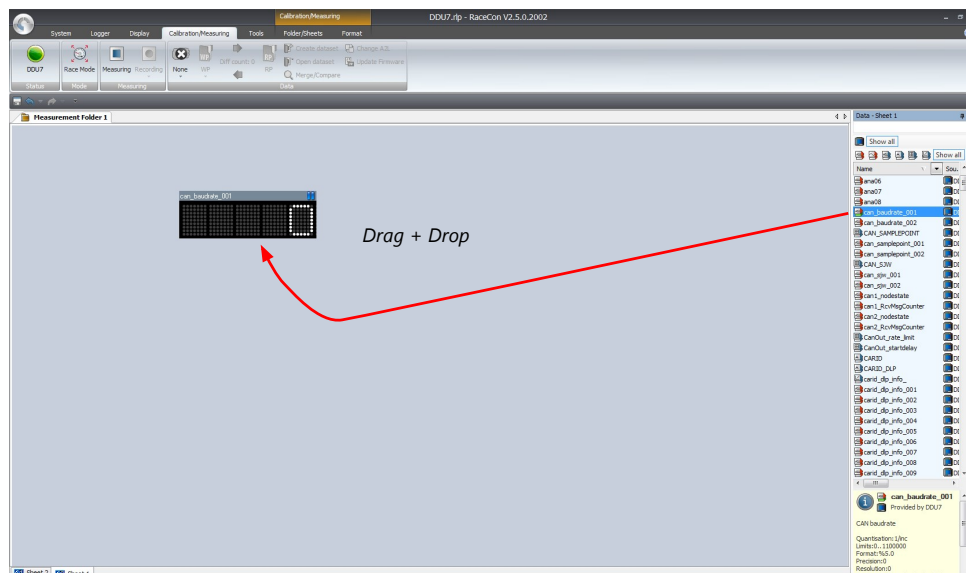 Calibration/Measuring
DDU7.rlp - RaceCon V2.5.0.2002
System Logger Display Calibration/Measuring Tools Folder/Sheets Format
DDU7
Race Mode
Measuring
Recording
None
WP
Diff count: 0
RP
Create dataset
Change A2L
Open dataset
Update Firmware
Merge/Compare
Status
Mode
Measuring
Data
Measurement Folder 1
Data - Sheet 1
Show all
Show all
Name Sou.
ana06
ana07
ana08
can_baudrate_001
can_baudrate_002
CAN_SAMPLEPOINT
can_samplepoint_001
can_samplepoint_002
CAN_SJW
can_sjw_001
can_sjw_002
can1_nodestate
can1_RcvMsgCounter
can2_nodestate
can2_RcvMsgCounter
CanOut_rate_limit
CanOut_startdelay
CARID
CARID_DLP
carid_dlp_info_
carid_dlp_info_001
carid_dlp_info_002
carid_dlp_info_003
carid_dlp_info_004
carid_dlp_info_005
carid_dlp_info_006
carid_dlp_info_007
carid_dlp_info_008
carid_dlp_info_009
can_baudrate_001
0
Drag + Drop
can_baudrate_001
Provided by DDU7
CAN baudrate
Quantisation: 1/inc
Limits:0..1100000
Format:%5.0
Precision:0
Resolution:0